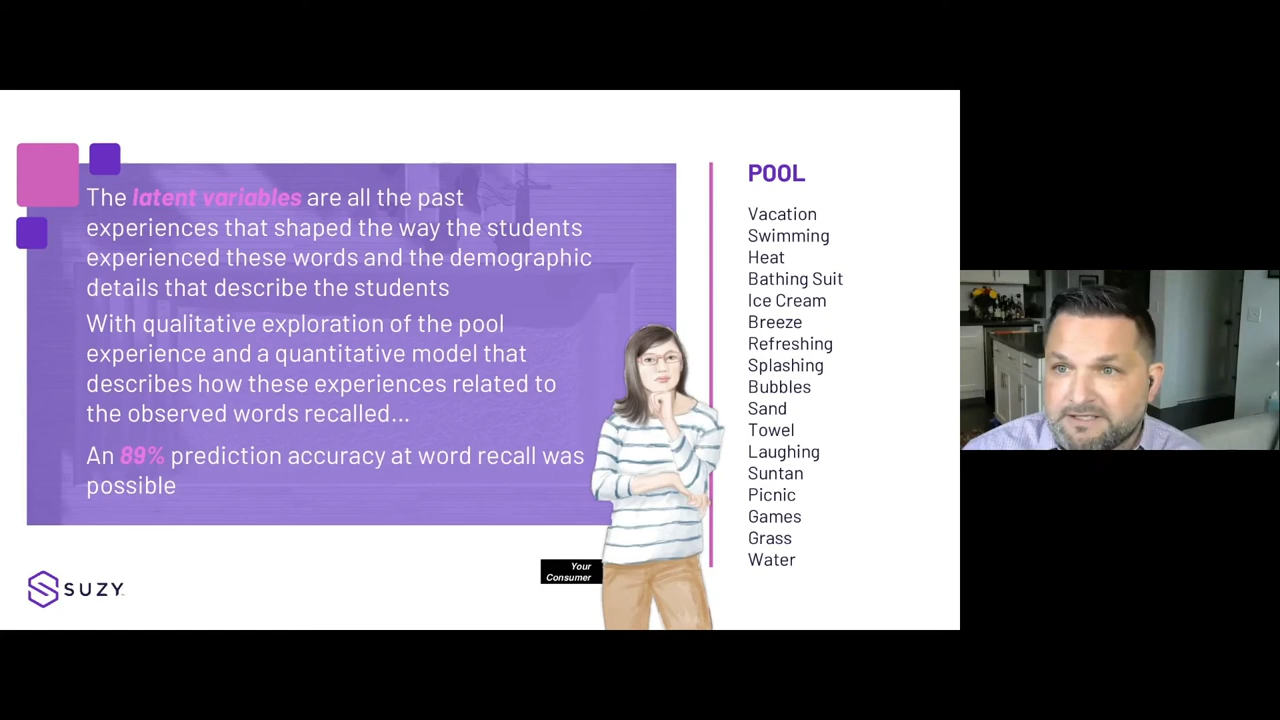 The latent variables are all the past
experiences that shaped the way the students
experienced these words and the demographic
details that describe the students
With qualitative exploration of the pool
experience and a quantitative model that
describes how these experiences related to
the observed words recalled...
An 89% prediction accuracy at word recall was
possible
POOL
Vacation
Swimming
Heat
Bathing Suit
Ice Cream
Breeze
Refreshing
Splashing
Bubbles
Sand
Towel
Laughing
Suntan
Picnic
Games
Grass
Water
Your
Consumer
SUZY